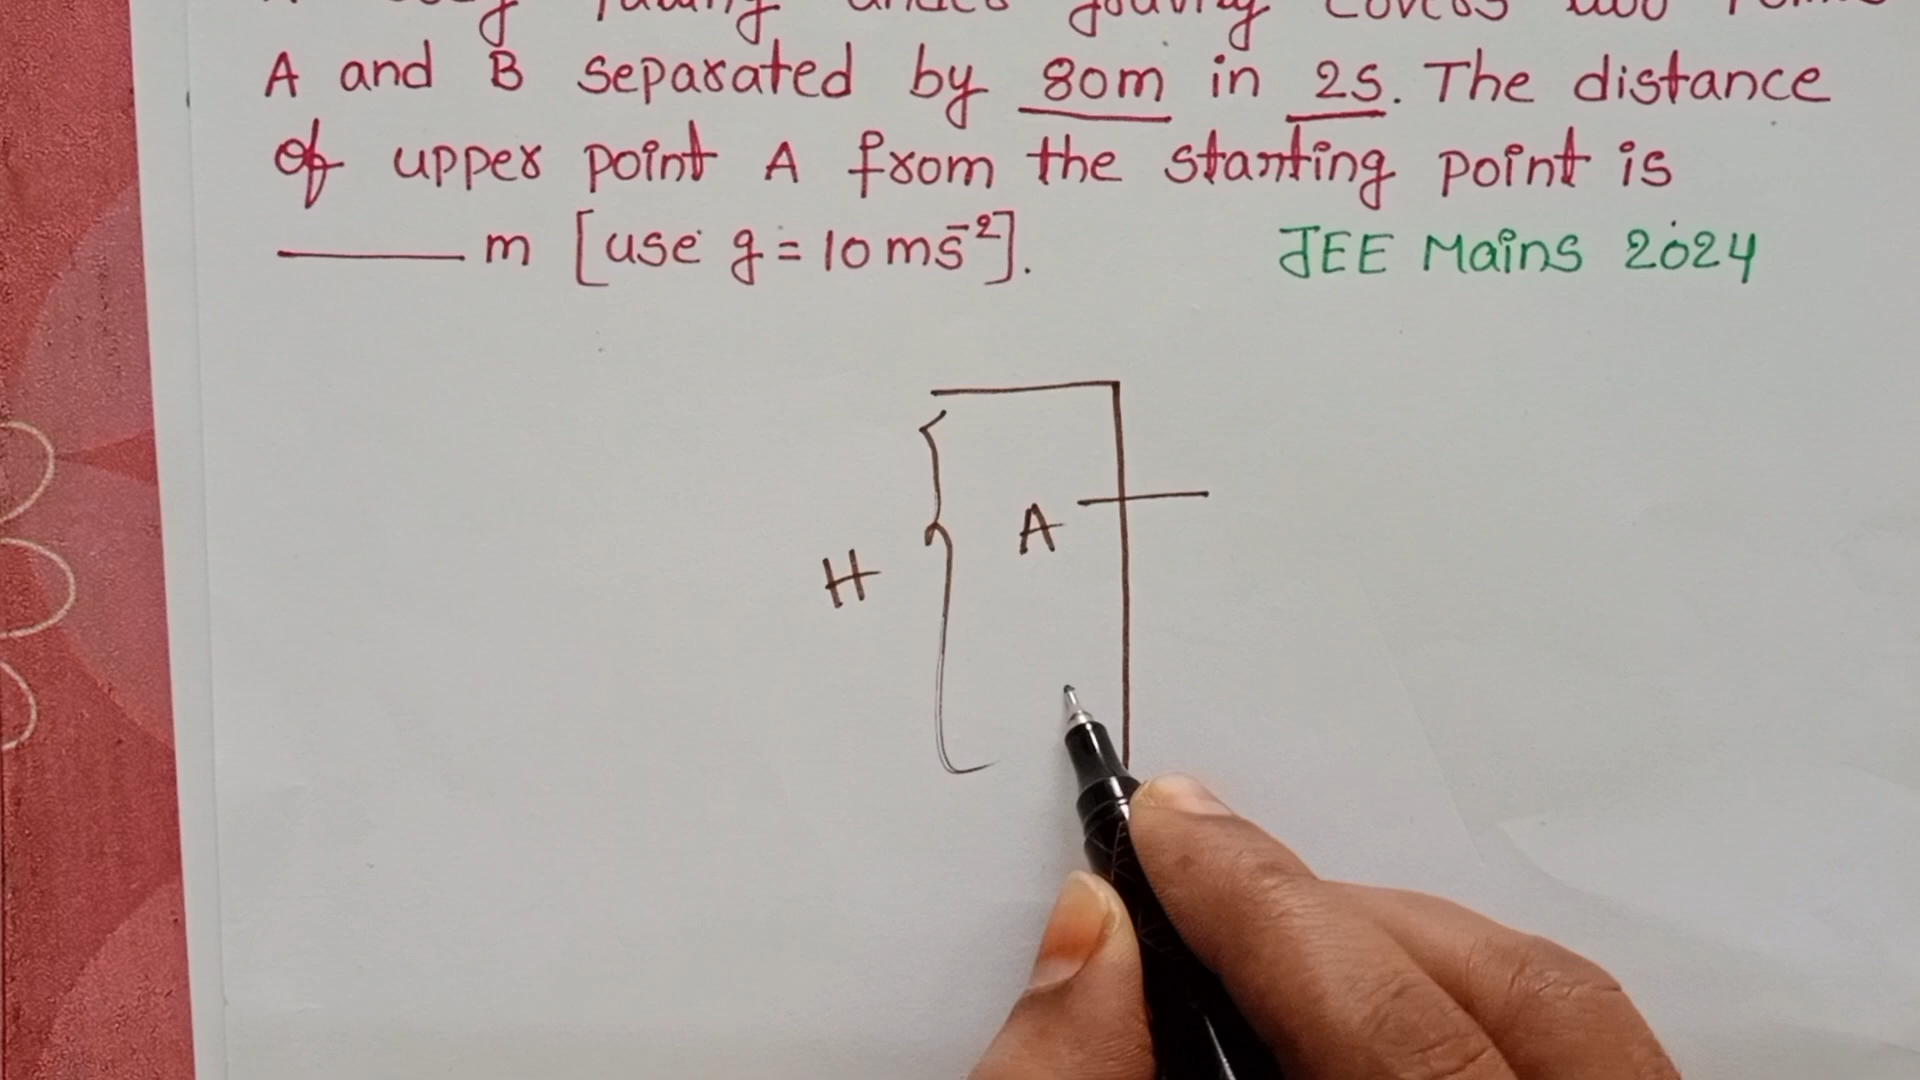 A and B separated by 80m in 2s. The distance
of upper point A from the starting point is
______ m [use g = 10 ms⁻²].
JEE Mains 2024
A
H